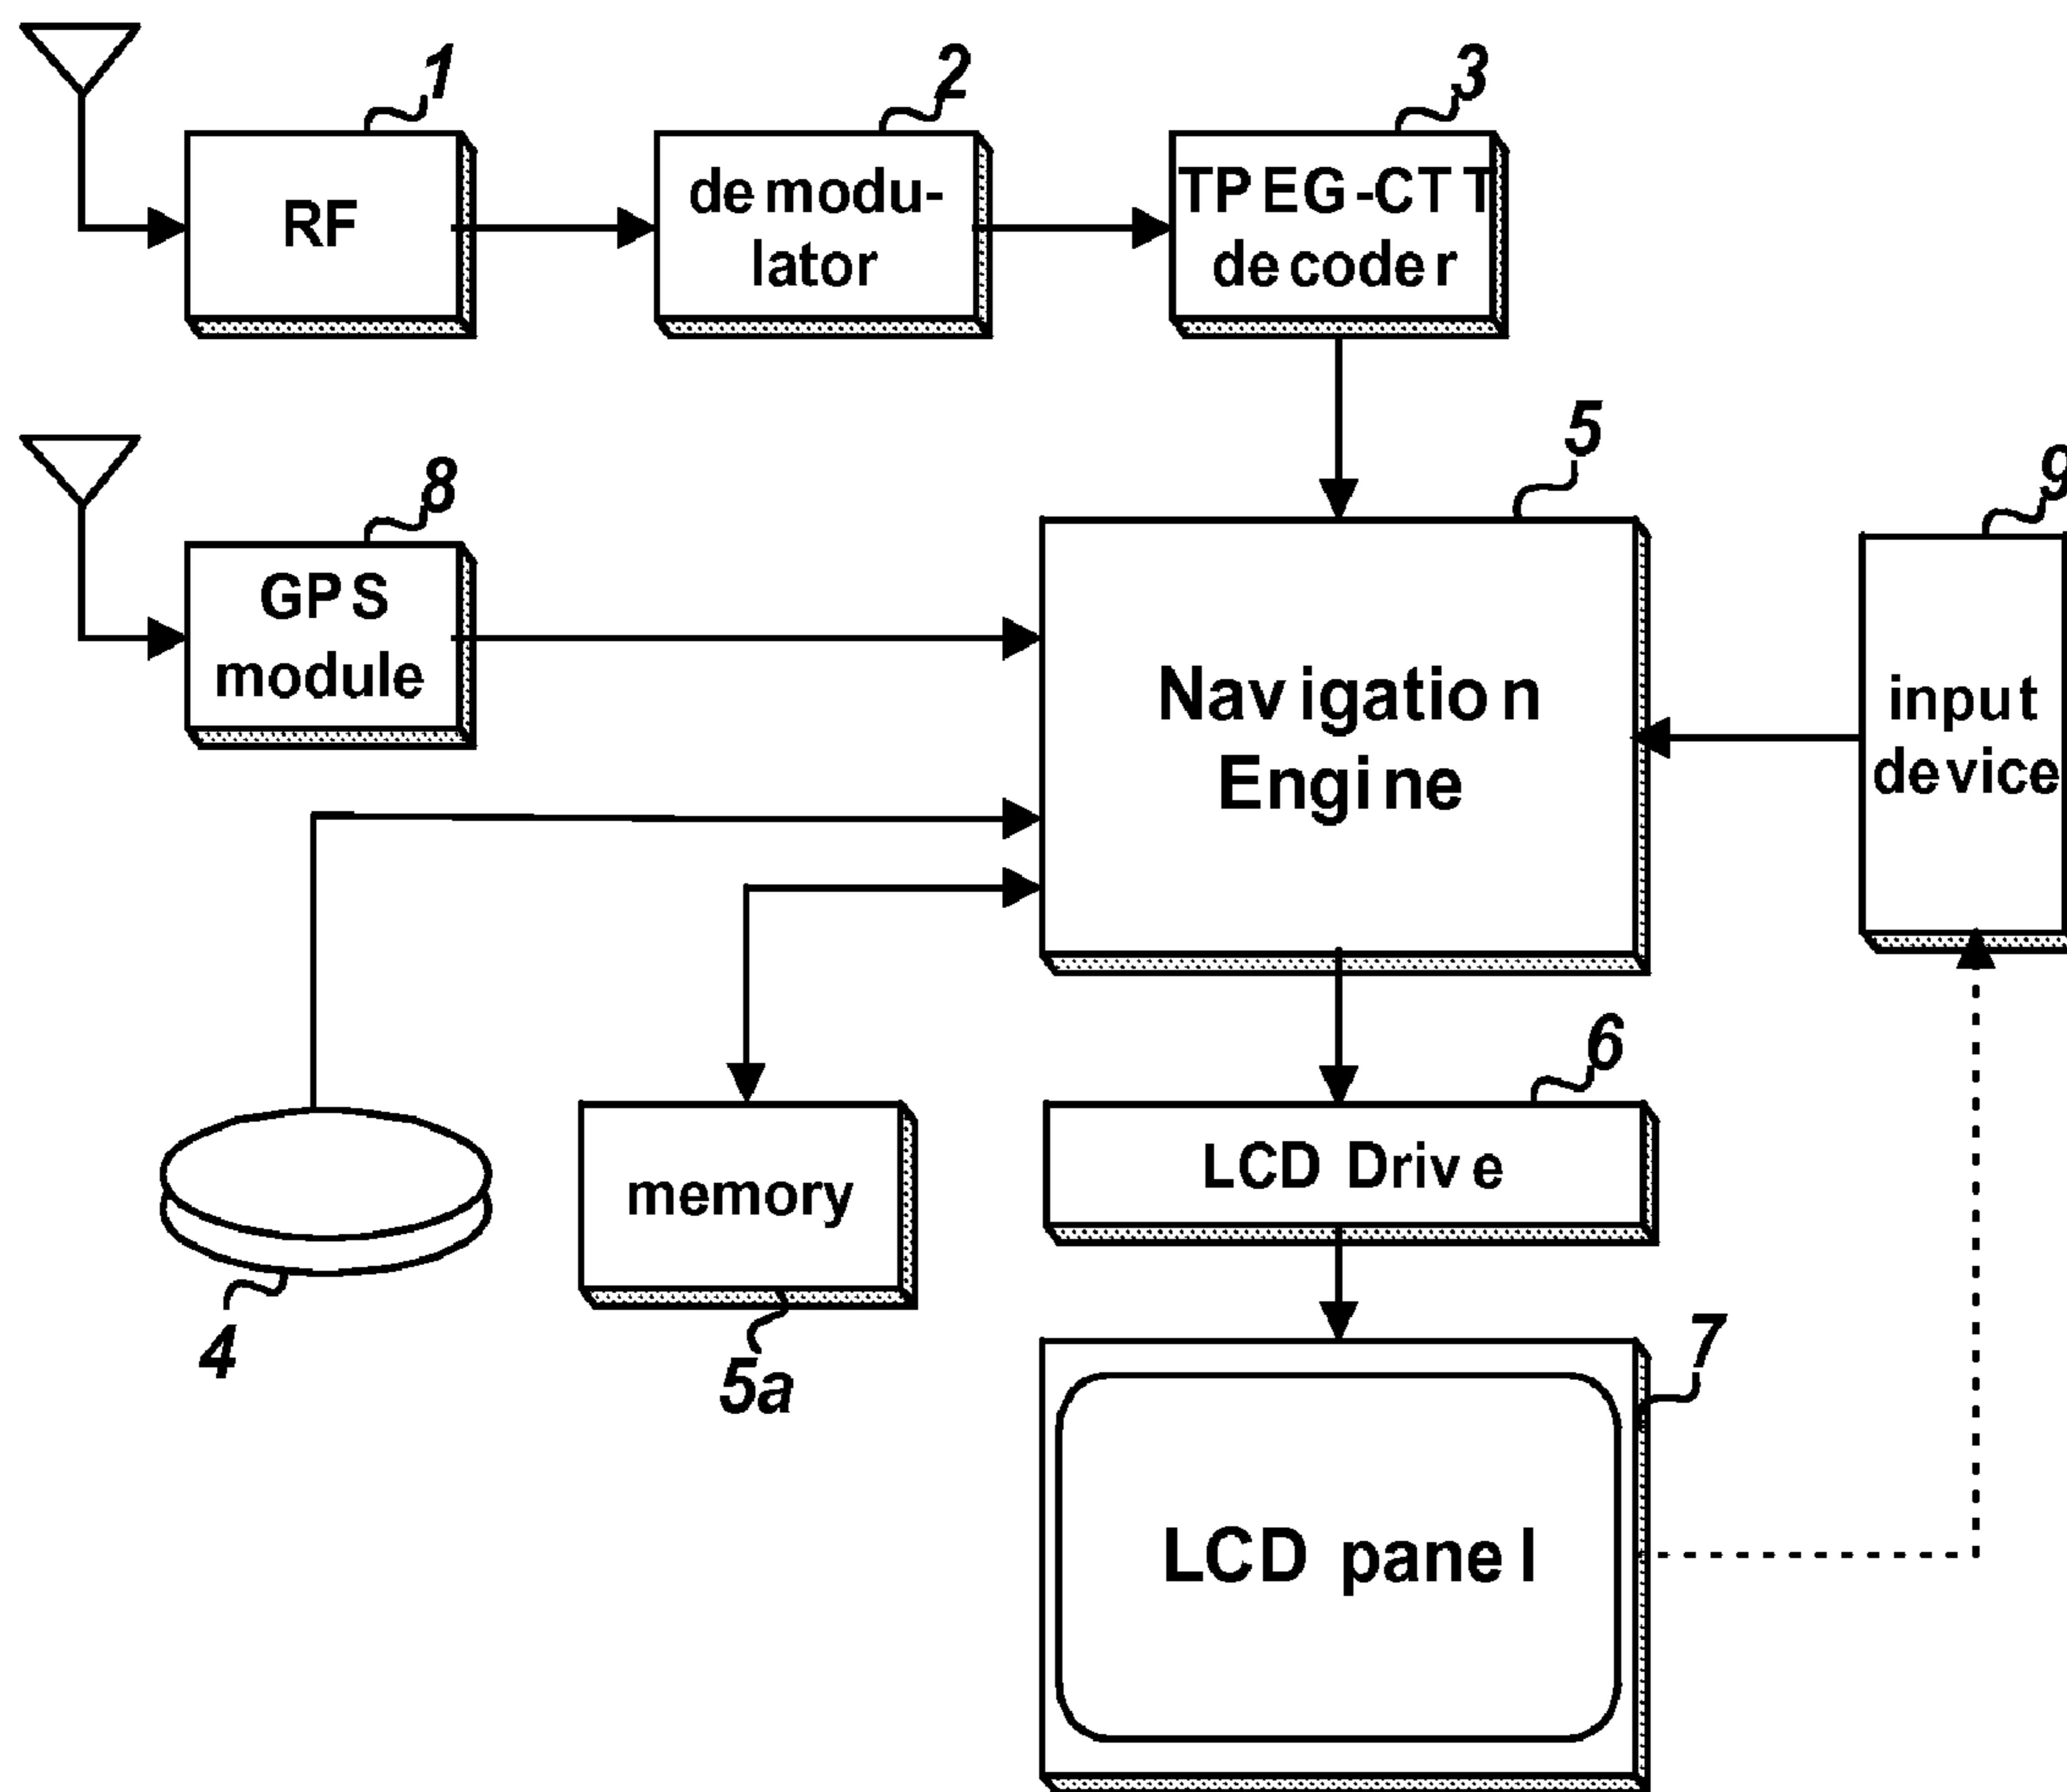 1
2
3
RF
demodu-
lator
TPEG-CTT
decoder
5
9
8
GPS
module
Navigation
Engine
input
device
6
LCD Drive
memory
4
5a
7
LCD panel